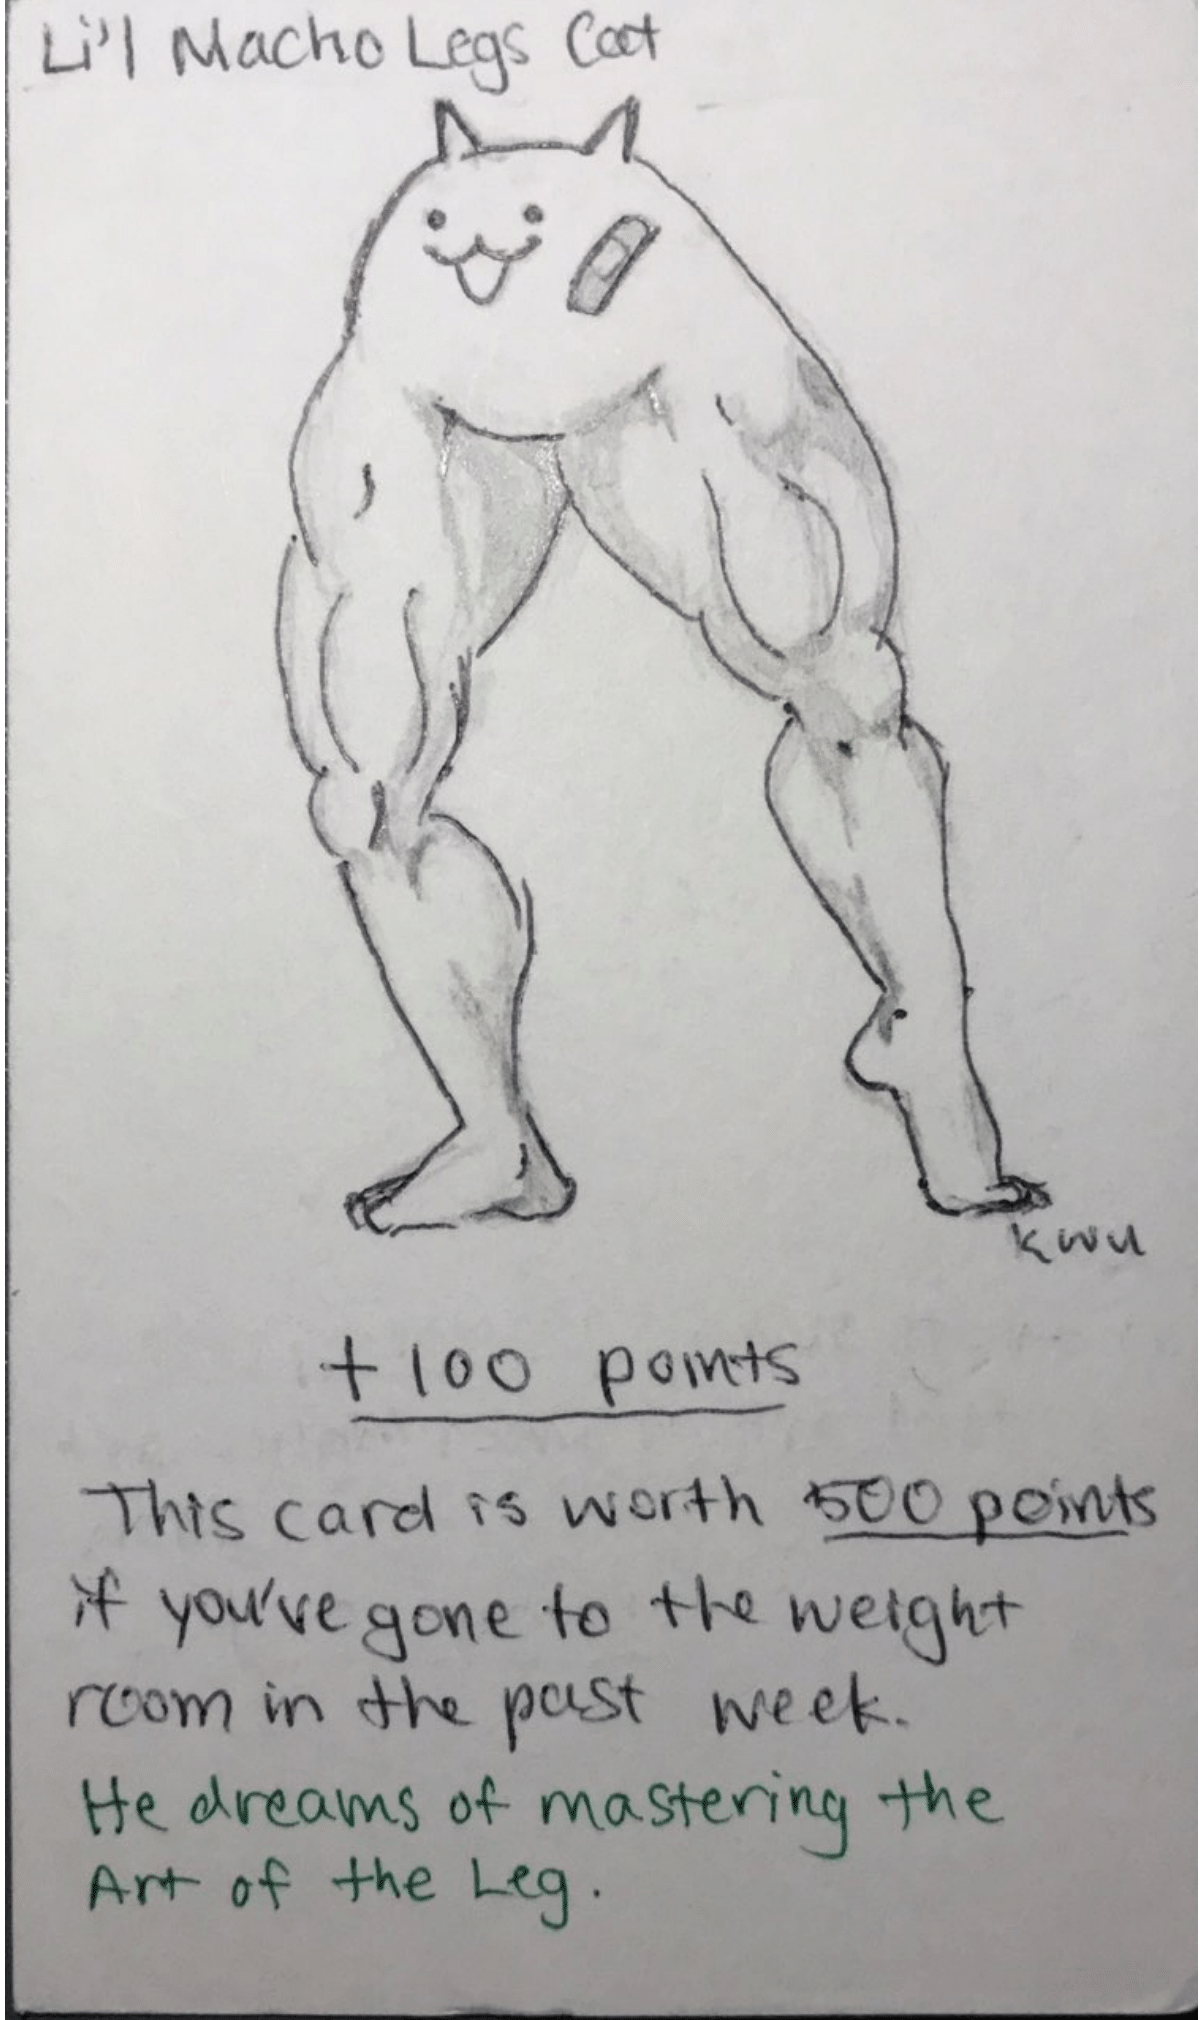 Li'l Macho Legs Cat
kwu
+100 points
This card is worth 500 points
if you've gone to the weight
room in the past week.
He dreams of mastering the
Art of the Leg.